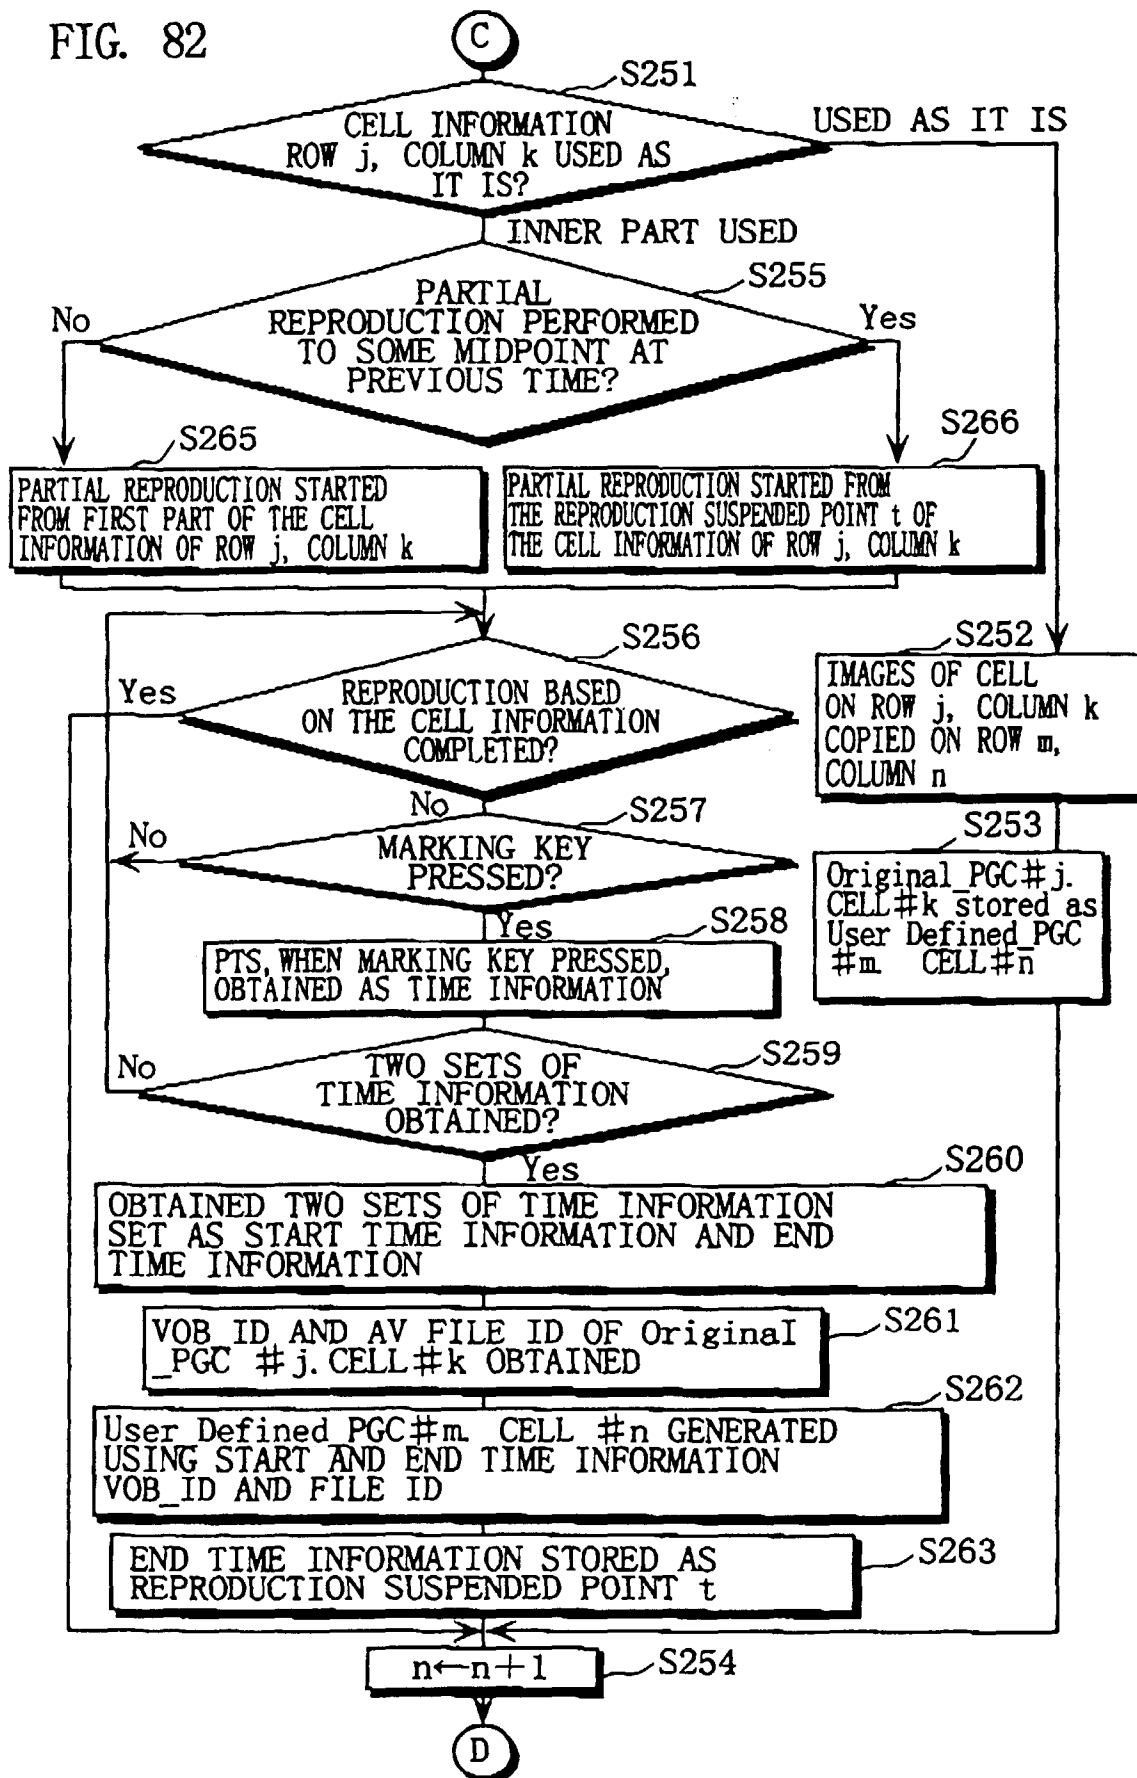 FIG. 82
C
S251
CELL INFORMATION
ROW j, COLUMN k USED AS
IT IS?
USED AS IT IS
INNER PART USED
S255
PARTIAL
REPRODUCTION PERFORMED
TO SOME MIDPOINT AT
PREVIOUS TIME?
No
Yes
S265
PARTIAL REPRODUCTION STARTED
FROM FIRST PART OF THE CELL
INFORMATION OF ROW j, COLUMN k
S266
PARTIAL REPRODUCTION STARTED FROM
THE REPRODUCTION SUSPENDED POINT t OF
THE CELL INFORMATION OF ROW j, COLUMN k
S256
Yes
REPRODUCTION BASED
ON THE CELL INFORMATION
COMPLETED?
No
S252
IMAGES OF CELL
ON ROW j, COLUMN k
COPIED ON ROW m,
COLUMN n
S257
No
MARKING KEY
PRESSED?
Yes
S253
Original_PGC#j.
CELL#k stored as
User Defined_PGC
#m. CELL#n
S258
PTS, WHEN MARKING KEY PRESSED,
OBTAINED AS TIME INFORMATION
S259
No
TWO SETS OF
TIME INFORMATION
OBTAINED?
Yes
S260
OBTAINED TWO SETS OF TIME INFORMATION
SET AS START TIME INFORMATION AND END
TIME INFORMATION
S261
VOB_ID AND AV FILE ID OF Original
_PGC #j. CELL#k OBTAINED
S262
User Defined_PGC#m. CELL #n GENERATED
USING START AND END TIME INFORMATION
VOB_ID AND FILE ID
S263
END TIME INFORMATION STORED AS
REPRODUCTION SUSPENDED POINT t
S254
n←n+1
D